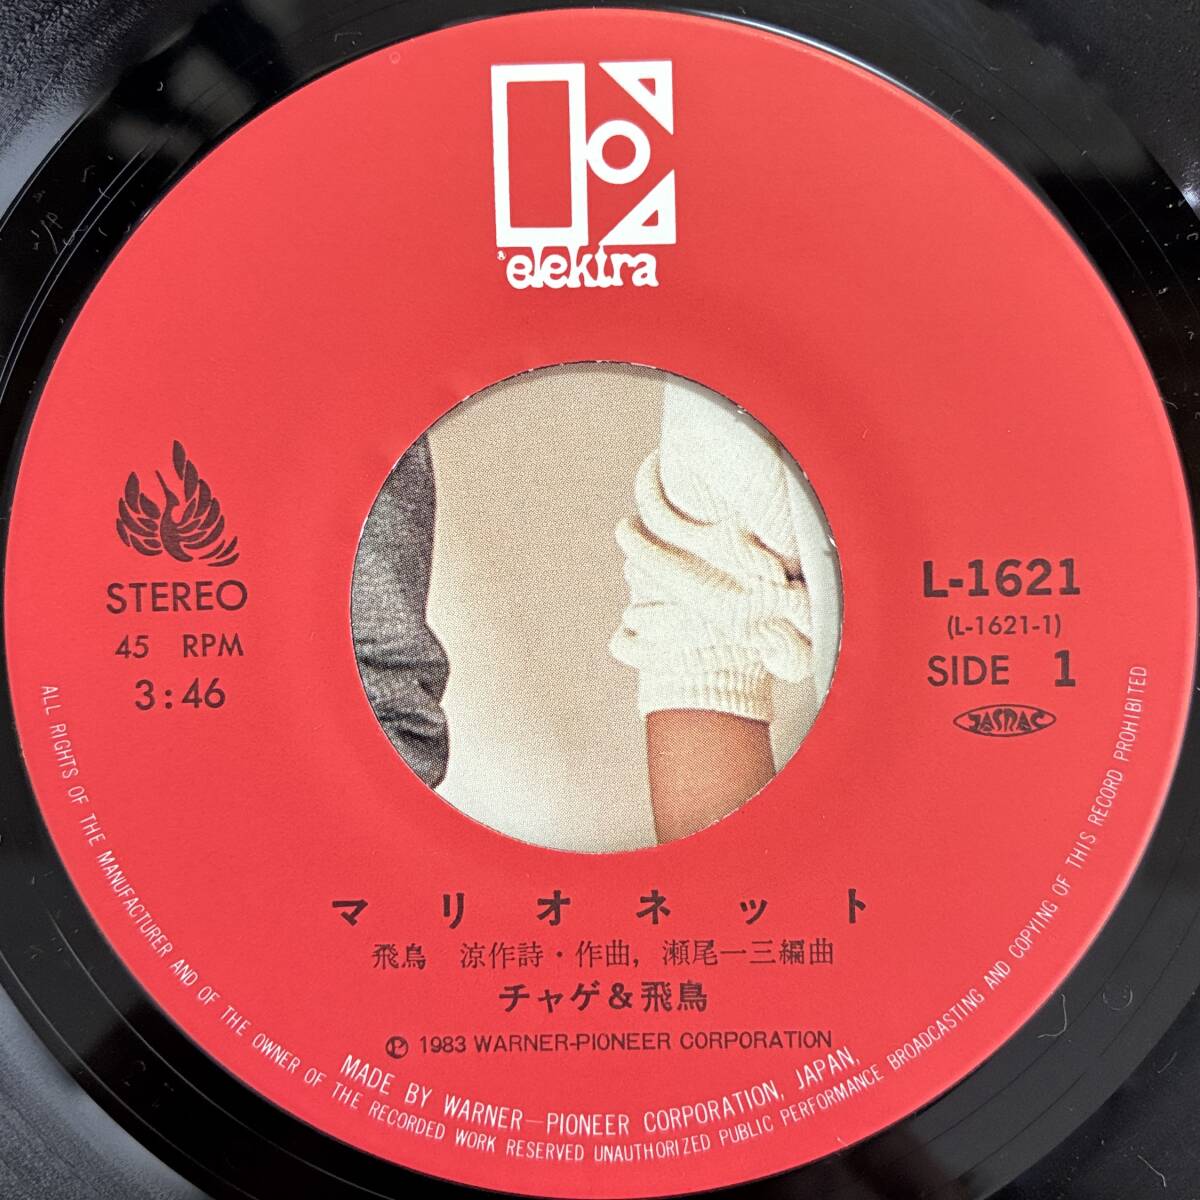 elektra
STEREO
45 RPM
3:46
L-1621
(L-1621-1)
SIDE 1
JASRAC
マリオネット
飛鳥 涼作詩・作曲, 瀬尾一三編曲
チャゲ&飛鳥
Ⓟ 1983 WARNER-PIONEER CORPORATION
MADE BY WARNER—PIONEER CORPORATION, JAPAN,
ALL RIGHTS OF THE MANUFACTURER AND OF THE OWNER OF THE RECORDED WORK RESERVED UNAUTHORIZED PUBLIC PERFORMANCE BROADCASTING AND COPYING OF THIS RECORD PROHIBITED